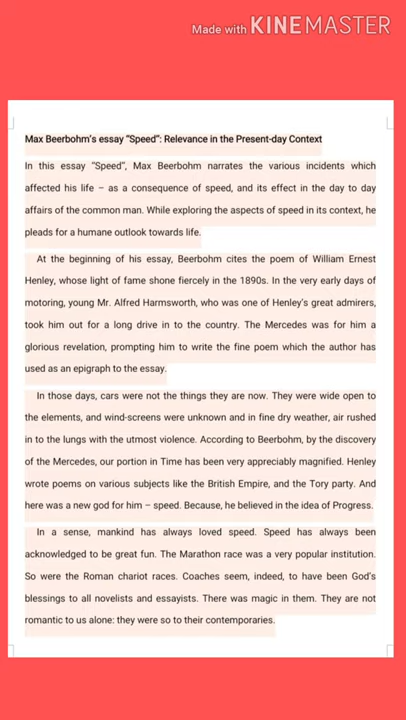 Made with KINEMASTER
Max Beerbohm's essay "Speed": Relevance in the Present-day Context
In this essay "Speed", Max Beerbohm narrates the various incidents which
affected his life – as a consequence of speed, and its effect in the day to day
affairs of the common man. While exploring the aspects of speed in its context, he
pleads for a humane outlook towards life.
At the beginning of his essay, Beerbohm cites the poem of William Ernest
Henley, whose light of fame shone fiercely in the 1890s. In the very early days of
motoring, young Mr. Alfred Harmsworth, who was one of Henley's great admirers,
took him out for a long drive in to the country. The Mercedes was for him a
glorious revelation, prompting him to write the fine poem which the author has
used as an epigraph to the essay.
In those days, cars were not the things they are now. They were wide open to
the elements, and wind-screens were unknown and in fine dry weather, air rushed
in to the lungs with the utmost violence. According to Beerbohm, by the discovery
of the Mercedes, our portion in Time has been very appreciably magnified. Henley
wrote poems on various subjects like the British Empire, and the Tory party. And
here was a new god for him – speed. Because, he believed in the idea of Progress.
In a sense, mankind has always loved speed. Speed has always been
acknowledged to be great fun. The Marathon race was a very popular institution.
So were the Roman chariot races. Coaches seem, indeed, to have been God's
blessings to all novelists and essayists. There was magic in them. They are not
romantic to us alone: they were so to their contemporaries.